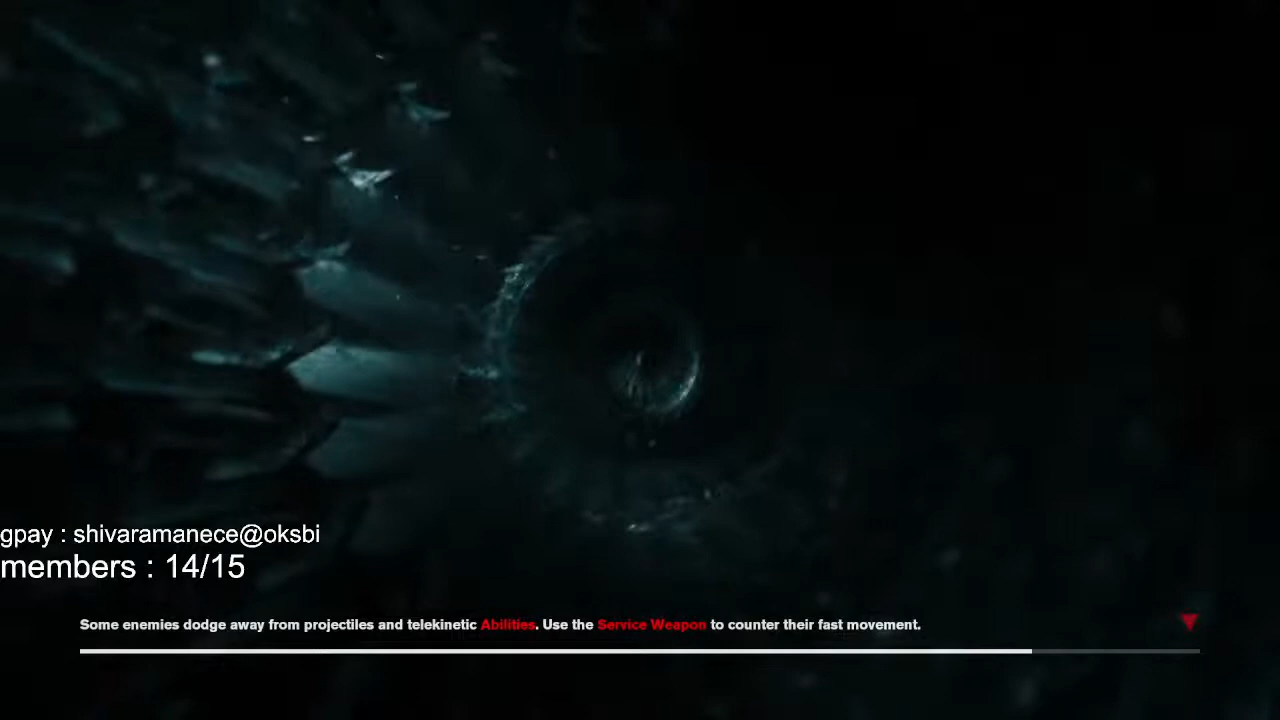 gpay : shivaramanece@oksbi
members : 14/15
Some enemies dodge away from projectiles and telekinetic Abilities. Use the Service Weapon to counter their fast movement.